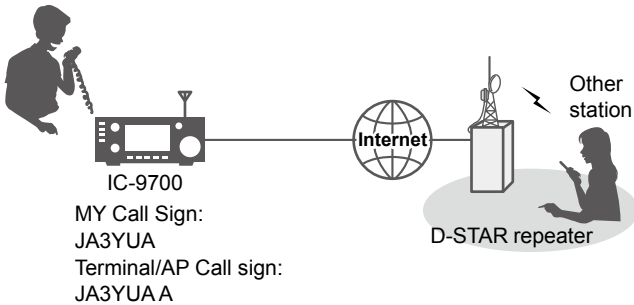 Other
station
Internet
IC-9700
MY Call Sign:
JA3YUA
Terminal/AP Call sign:
JA3YUA A
D-STAR repeater